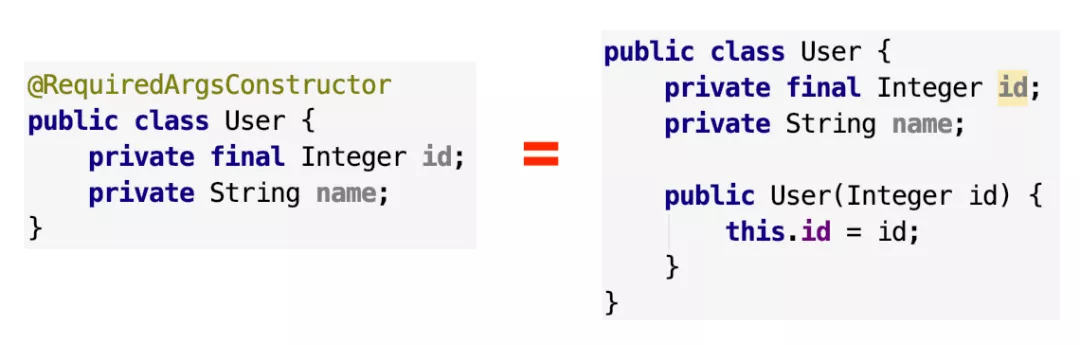 @RequiredArgsConstructor
public class User {
    private final Integer id;
    private String name;
}
=
public class User {
    private final Integer id;
    private String name;

    public User(Integer id) {
        this.id = id;
    }
}